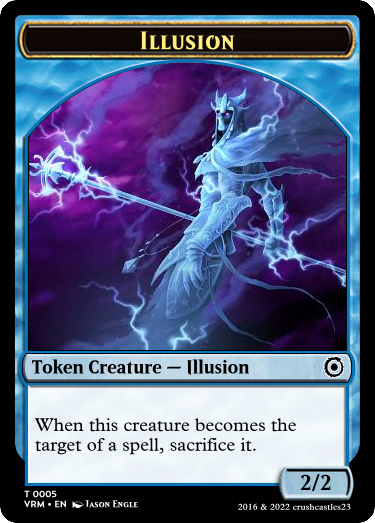 Illusion
Token Creature — Illusion
When this creature becomes the
target of a spell, sacrifice it.
2/2
T 0005
VRM • EN Jason Engle
2016 & 2022 crushcastles23